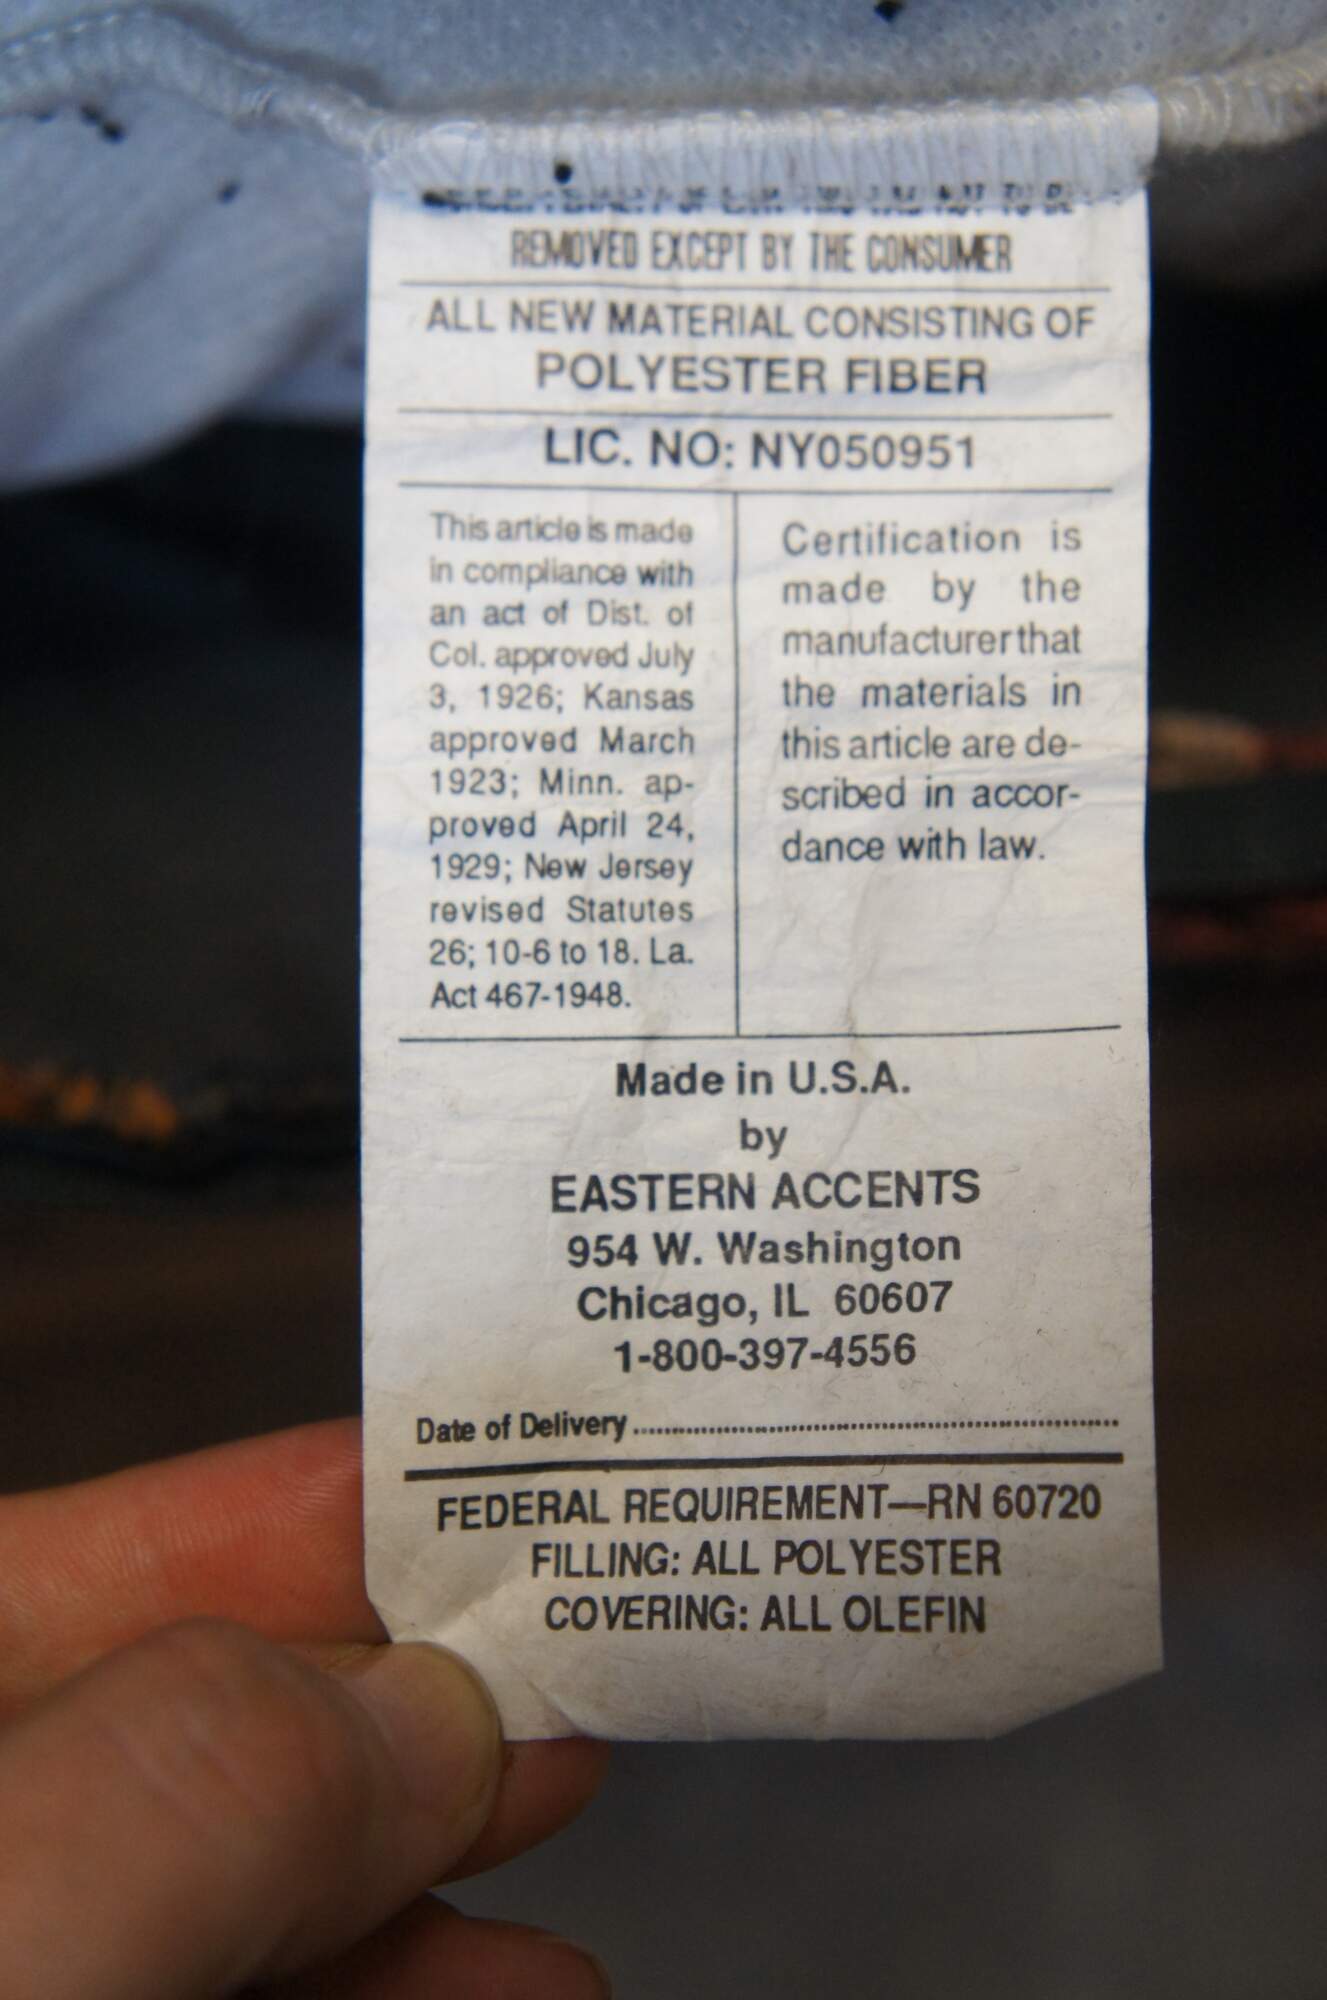 TAG NOT TO BE
REMOVED EXCEPT BY THE CONSUMER
ALL NEW MATERIAL CONSISTING OF
POLYESTER FIBER
LIC. NO: NY050951
This article is made
in compliance with
an act of Dist. of
Col. approved July
3, 1926; Kansas
approved March
1923; Minn. ap-
proved April 24,
1929; New Jersey
revised Statutes
26; 10-6 to 18. La.
Act 467-1948.
Certification is
made by the
manufacturer that
the materials in
this article are de-
scribed in accor-
dance with law.
Made in U.S.A.
by
EASTERN ACCENTS
954 W. Washington
Chicago, IL 60607
1-800-397-4556
Date of Delivery
FEDERAL REQUIREMENT—RN 60720
FILLING: ALL POLYESTER
COVERING: ALL OLEFIN